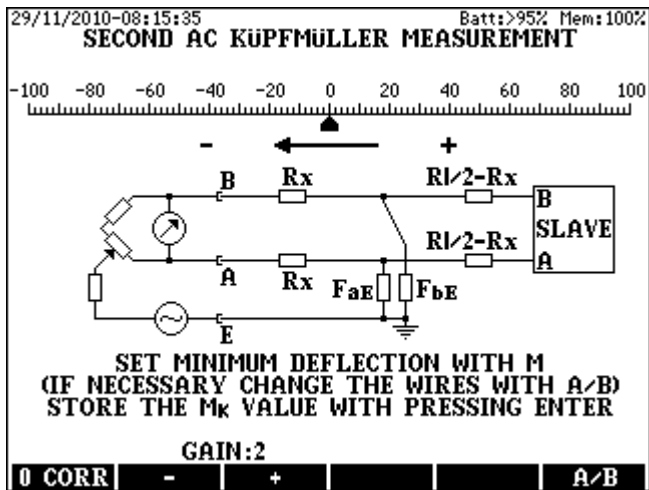 29/11/2010-08:15:35 Batt:>95% Mem:100%
SECOND AC KüPFMüLLER MEASUREMENT
-100 -80 -60 -40 -20 0 20 40 60 80 100
- +
B Rx Rl/2-Rx B
SLAVE
Rl/2-Rx
A Rx A
FaE FbE
E
SET MINIMUM DEFLECTION WITH M
(IF NECESSARY CHANGE THE WIRES WITH A/B)
STORE THE MK VALUE WITH PRESSING ENTER
GAIN:2
0 CORR - + A/B